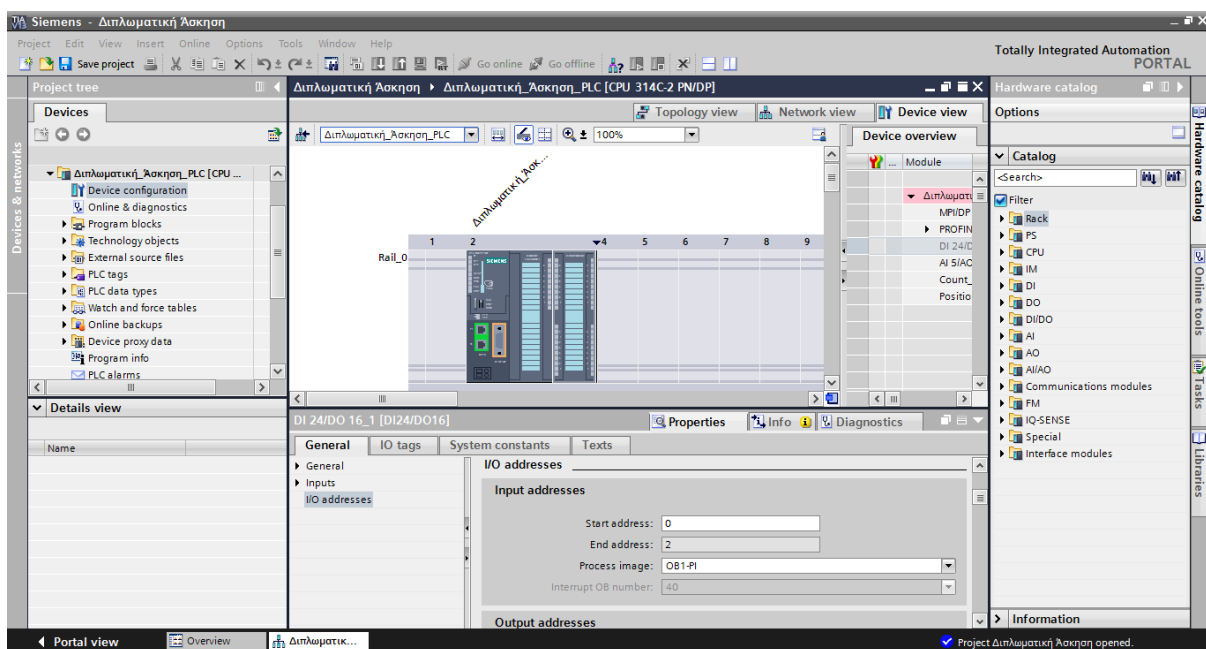 Siemens - Διπλωματική Άσκηση
Project Edit View Insert Online Options Tools Window Help
Totally Integrated Automation
PORTAL
Save project Go online Go offline
Project tree
Devices
Διπλωματική_Άσκηση_PLC [CPU ...
Device configuration
Online & diagnostics
Program blocks
Technology objects
External source files
PLC tags
PLC data types
Watch and force tables
Online backups
Device proxy data
Program info
PLC alarms
Details view
Name
Devices & networks
Διπλωματική Άσκηση Διπλωματική_Άσκηση_PLC [CPU 314C-2 PN/DP]
Topology view Network view Device view
Διπλωματική_Άσκηση_PLC 100%
Διπλωματική_Άσκ...
1 2 4 5 6 7 8 9
Rail_0
SIEMENS
Device overview
... Module
Διπλωματι
MPI/DP
PROFIN
DI 24/D
AI 5/AO
Count_
Positio
DI 24/DO 16_1 [DI24/DO16]
Properties Info Diagnostics
General IO tags System constants Texts
General
Inputs
I/O addresses
I/O addresses
Input addresses
Start address: 0
End address: 2
Process image: OB1-PI
Interrupt OB number: 40
Output addresses
Hardware catalog
Options
Catalog
<Search>
Filter
Rack
PS
CPU
IM
DI
DO
DI/DO
AI
AO
AI/AO
Communications modules
FM
IQ-SENSE
Special
Interface modules
Information
Hardware catalog
Online tools
Tasks
Libraries
Portal view Overview Διπλωματικ... Project Διπλωματική Άσκηση opened.